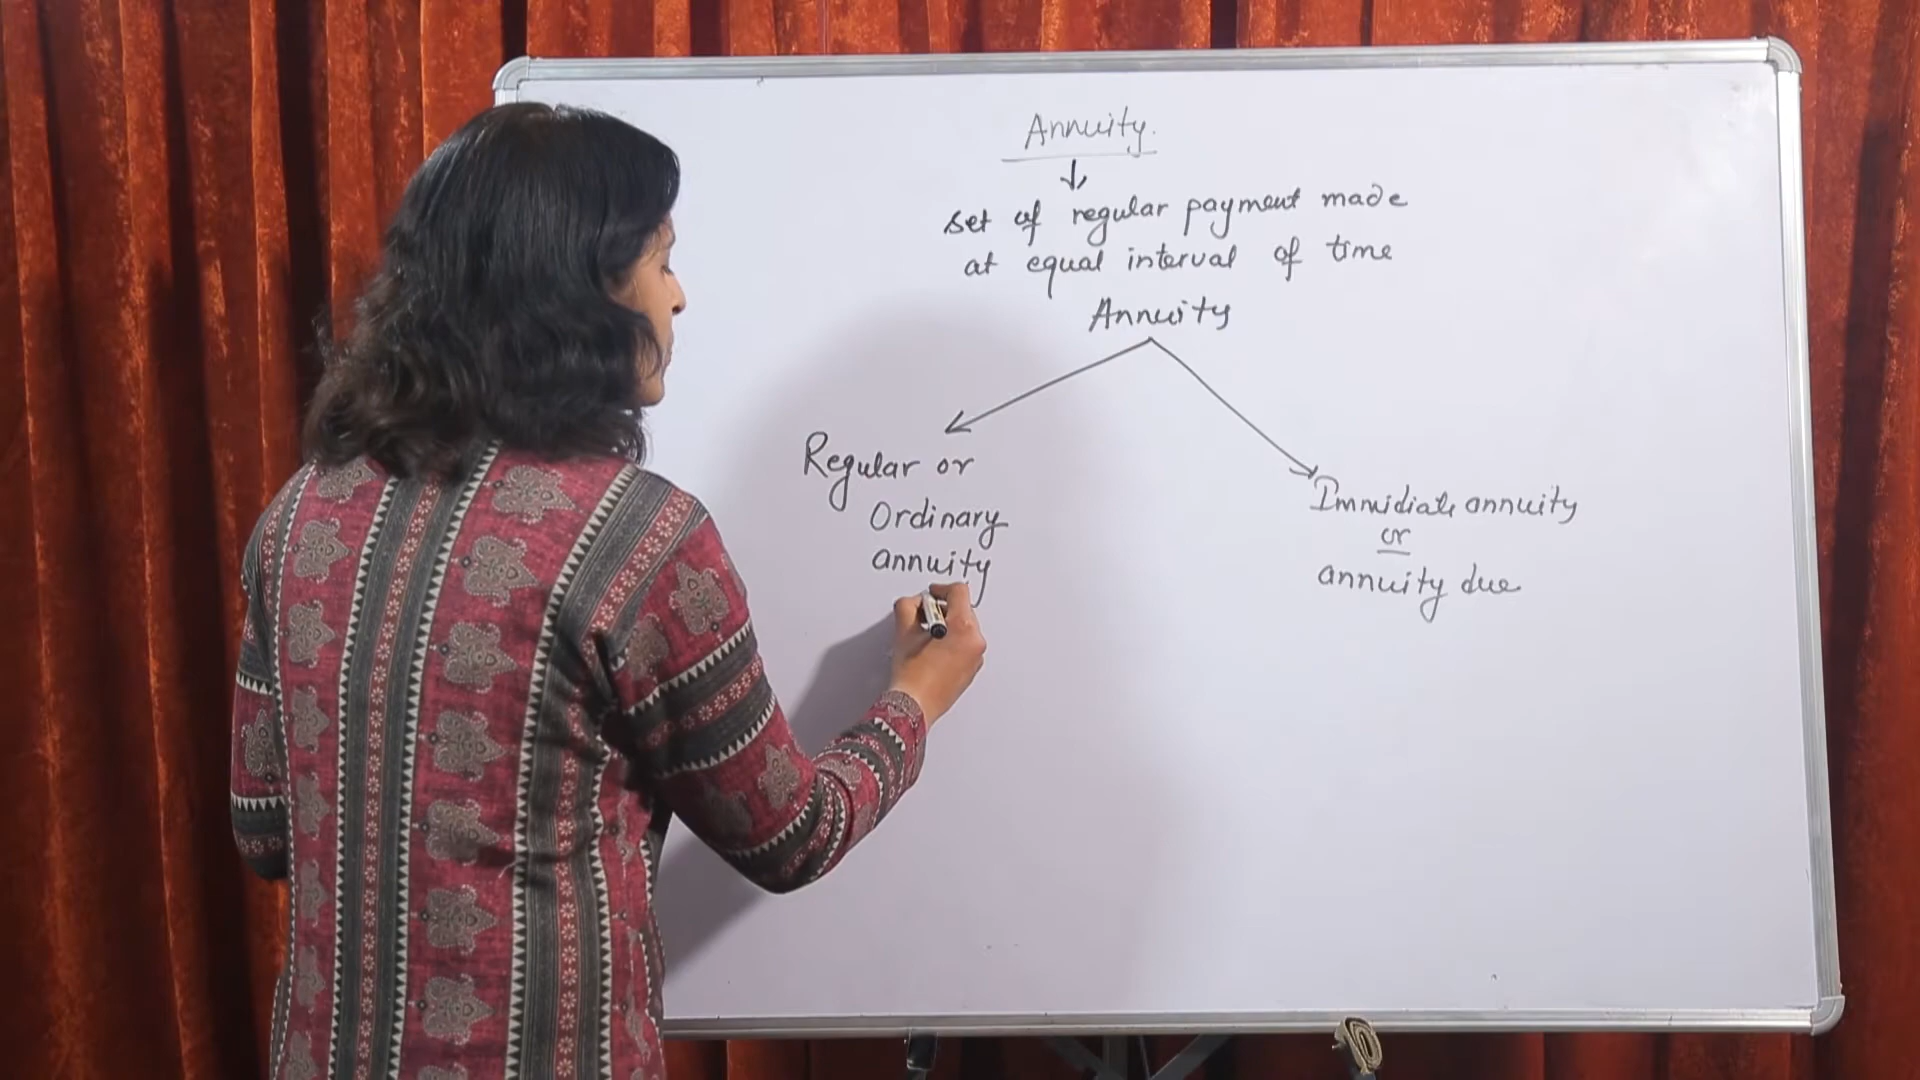 Annuity.
set of regular payment made
at equal interval of time
Annuity
Regular or
Ordinary
annuity
Immidiate annuity
or
annuity due